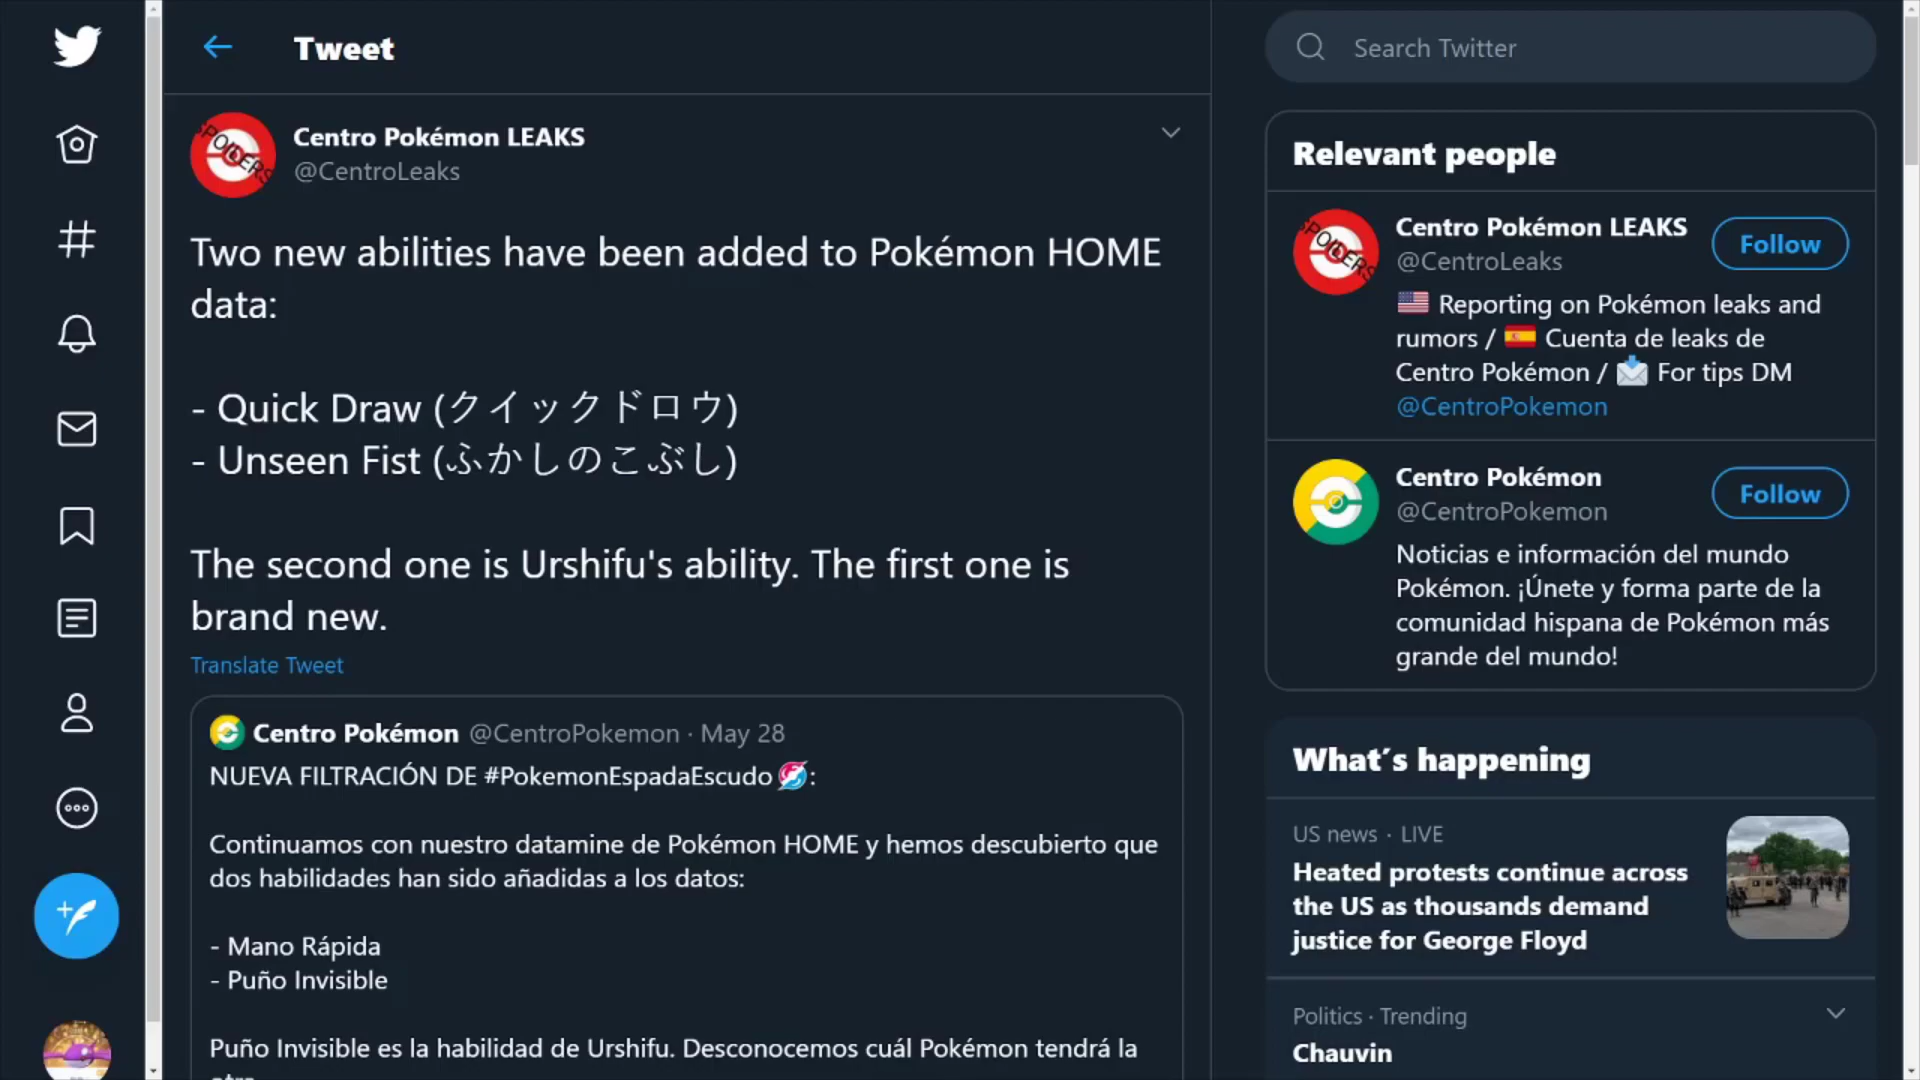 Tweet
Search Twitter
SPOILERS
Centro Pokémon LEAKS
@CentroLeaks
Two new abilities have been added to Pokémon HOME
data:
- Quick Draw (クイックドロウ)
- Unseen Fist (ふかしのこぶし)
The second one is Urshifu's ability. The first one is
brand new.
Translate Tweet
Centro Pokémon @CentroPokemon · May 28
NUEVA FILTRACIÓN DE #PokemonEspadaEscudo :
Continuamos con nuestro datamine de Pokémon HOME y hemos descubierto que
dos habilidades han sido añadidas a los datos:
- Mano Rápida
- Puño Invisible
Puño Invisible es la habilidad de Urshifu. Desconocemos cuál Pokémon tendrá la
Relevant people
SPOILERS
Centro Pokémon LEAKS
@CentroLeaks
Follow
Reporting on Pokémon leaks and
rumors / Cuenta de leaks de
Centro Pokémon / For tips DM
@CentroPokemon
Centro Pokémon
@CentroPokemon
Follow
Noticias e información del mundo
Pokémon. ¡Únete y forma parte de la
comunidad hispana de Pokémon más
grande del mundo!
What´s happening
US news · LIVE
Heated protests continue across
the US as thousands demand
justice for George Floyd
Politics · Trending
Chauvin